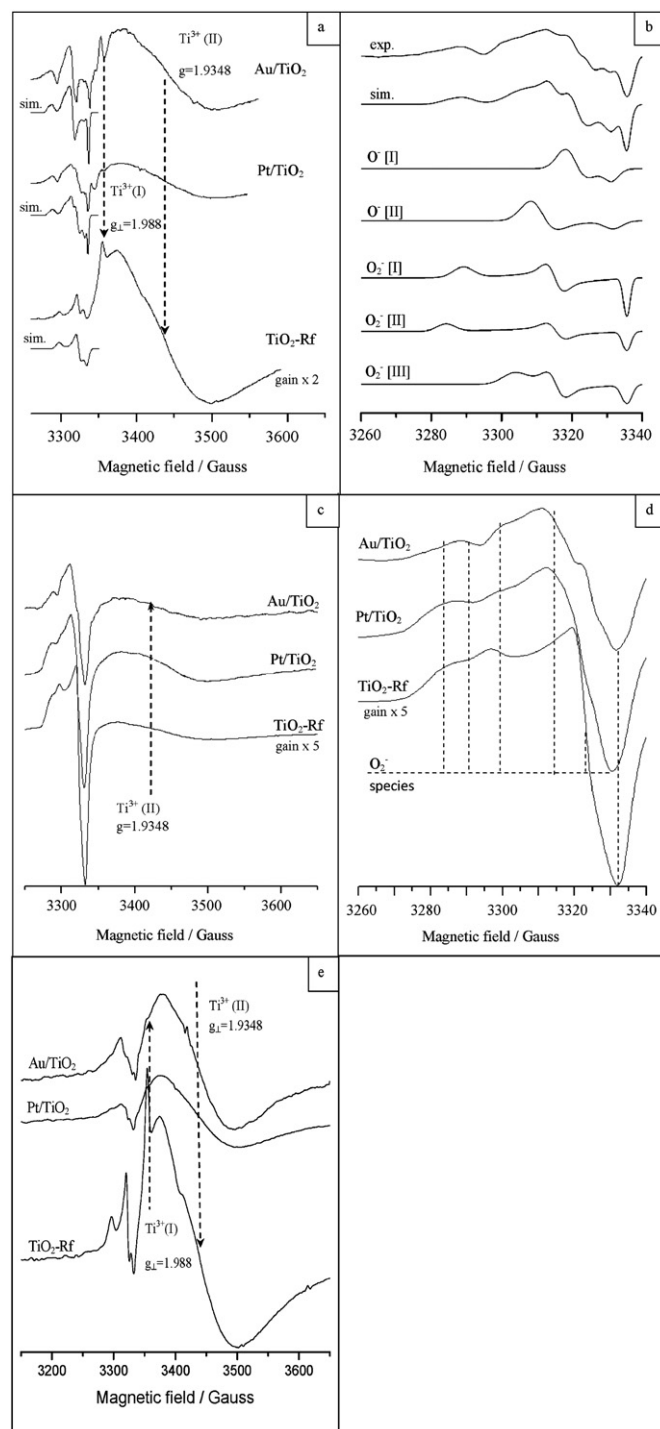 a
Ti³⁺ (II)
g=1.9348
Au/TiO₂
sim.
Pt/TiO₂
Ti³⁺(I)
g⊥=1.988
TiO₂-Rf
sim.
gain x 2
3300 3400 3500 3600
Magnetic field / Gauss
b
exp.
sim.
O⁻ [I]
O⁻ [II]
O₂⁻ [I]
O₂⁻ [II]
O₂⁻ [III]
3260 3280 3300 3320 3340
Magnetic field / Gauss
c
Au/TiO₂
Pt/TiO₂
TiO₂-Rf
gain x 5
Ti³⁺ (II)
g=1.9348
3300 3400 3500 3600
Magnetic field / Gauss
d
Au/TiO₂
Pt/TiO₂
TiO₂-Rf
gain x 5
O₂⁻
species
3260 3280 3300 3320 3340
Magnetic field / Gauss
e
Ti³⁺ (II)
g⊥=1.9348
Au/TiO₂
Pt/TiO₂
Ti³⁺(I)
g⊥=1.988
TiO₂-Rf
3200 3300 3400 3500 3600
Magnetic field / Gauss